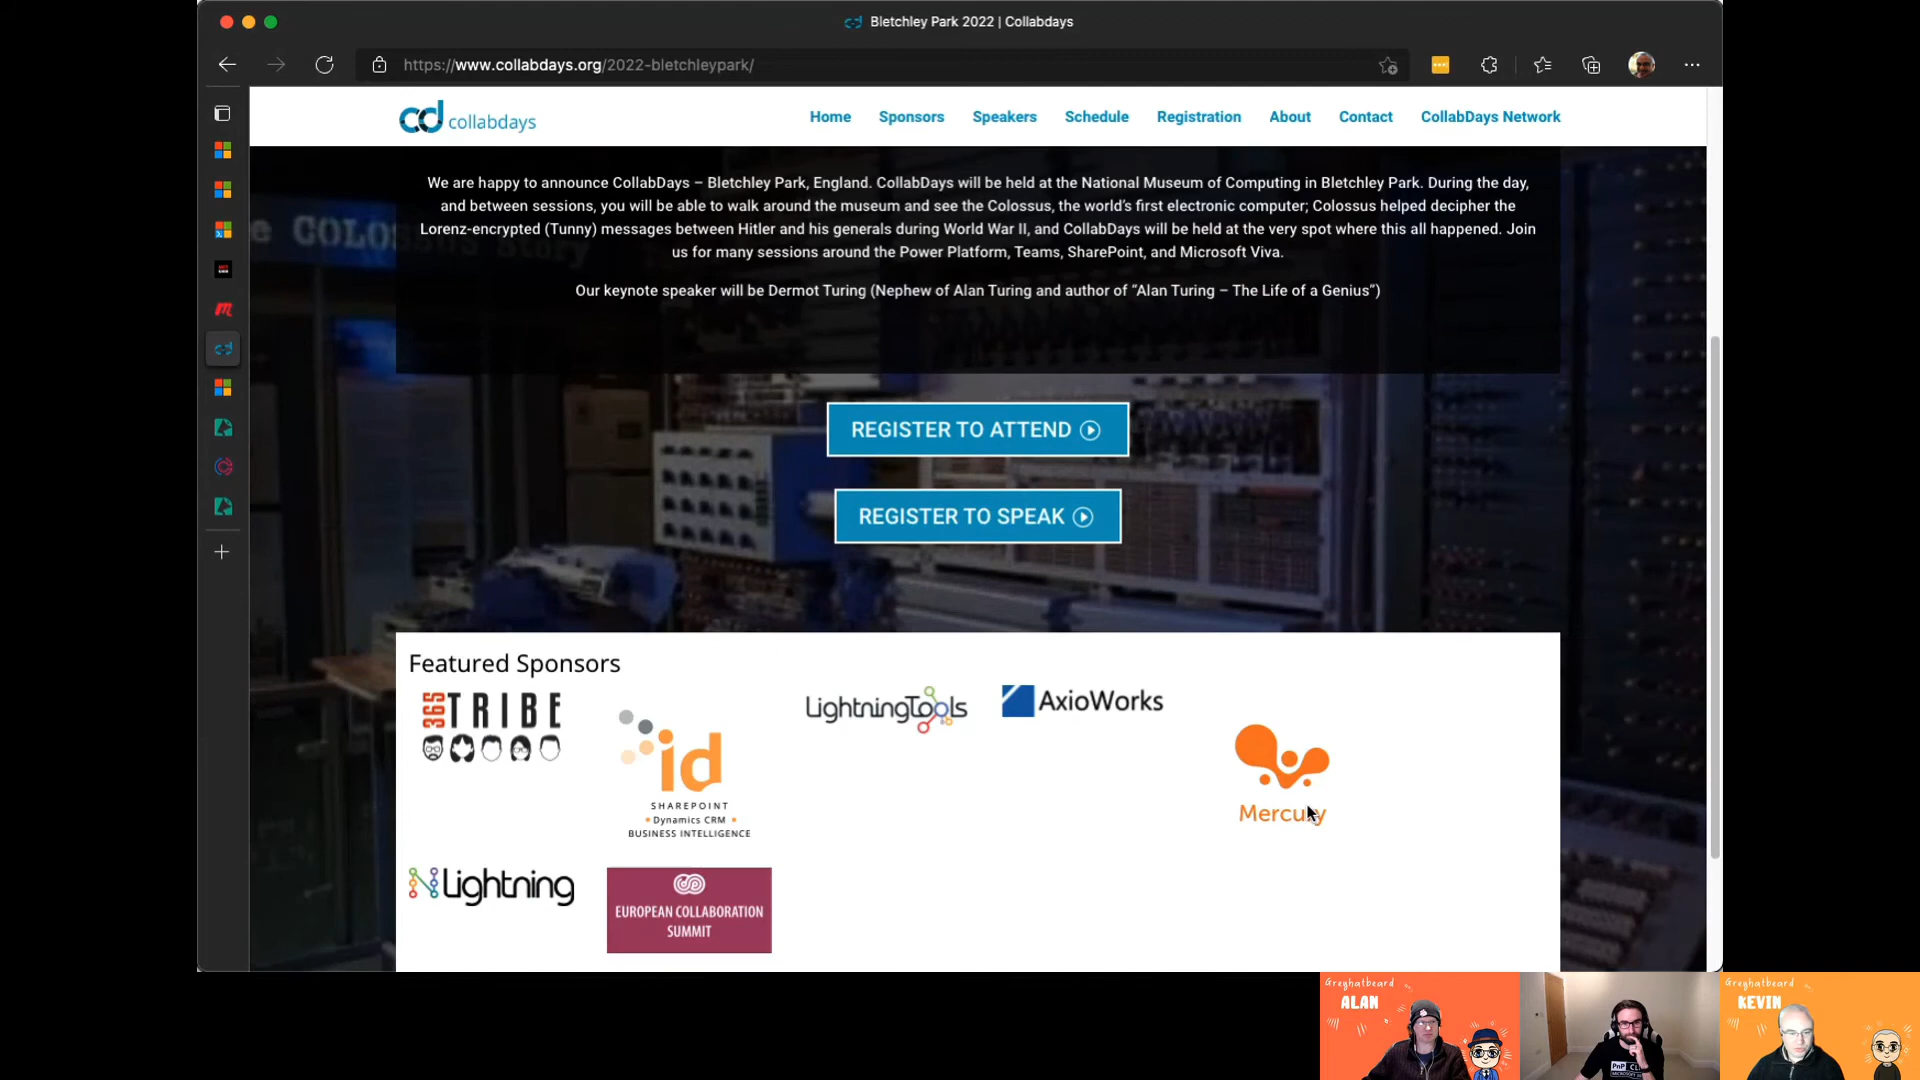 Bletchley Park 2022 | Collabdays
https://www.collabdays.org/2022-bletchleypark/
cd collabdays
Home Sponsors Speakers Schedule Registration About Contact CollabDays Network
We are happy to announce CollabDays – Bletchley Park, England. CollabDays will be held at the National Museum of Computing in Bletchley Park. During the day,
and between sessions, you will be able to walk around the museum and see the Colossus, the world's first electronic computer; Colossus helped decipher the
Lorenz-encrypted (Tunny) messages between Hitler and his generals during World War II, and CollabDays will be held at the very spot where this all happened. Join
us for many sessions around the Power Platform, Teams, SharePoint, and Microsoft Viva.
Our keynote speaker will be Dermot Turing (Nephew of Alan Turing and author of “Alan Turing – The Life of a Genius”)
REGISTER TO ATTEND
REGISTER TO SPEAK
Featured Sponsors
365 TRIBE
id
SHAREPOINT
Dynamics CRM
BUSINESS INTELLIGENCE
LightningTools
AxioWorks
Mercury
Lightning
EUROPEAN COLLABORATION
SUMMIT
Greyhatbeard
ALAN
PnP
Greyhatbeard
KEVIN